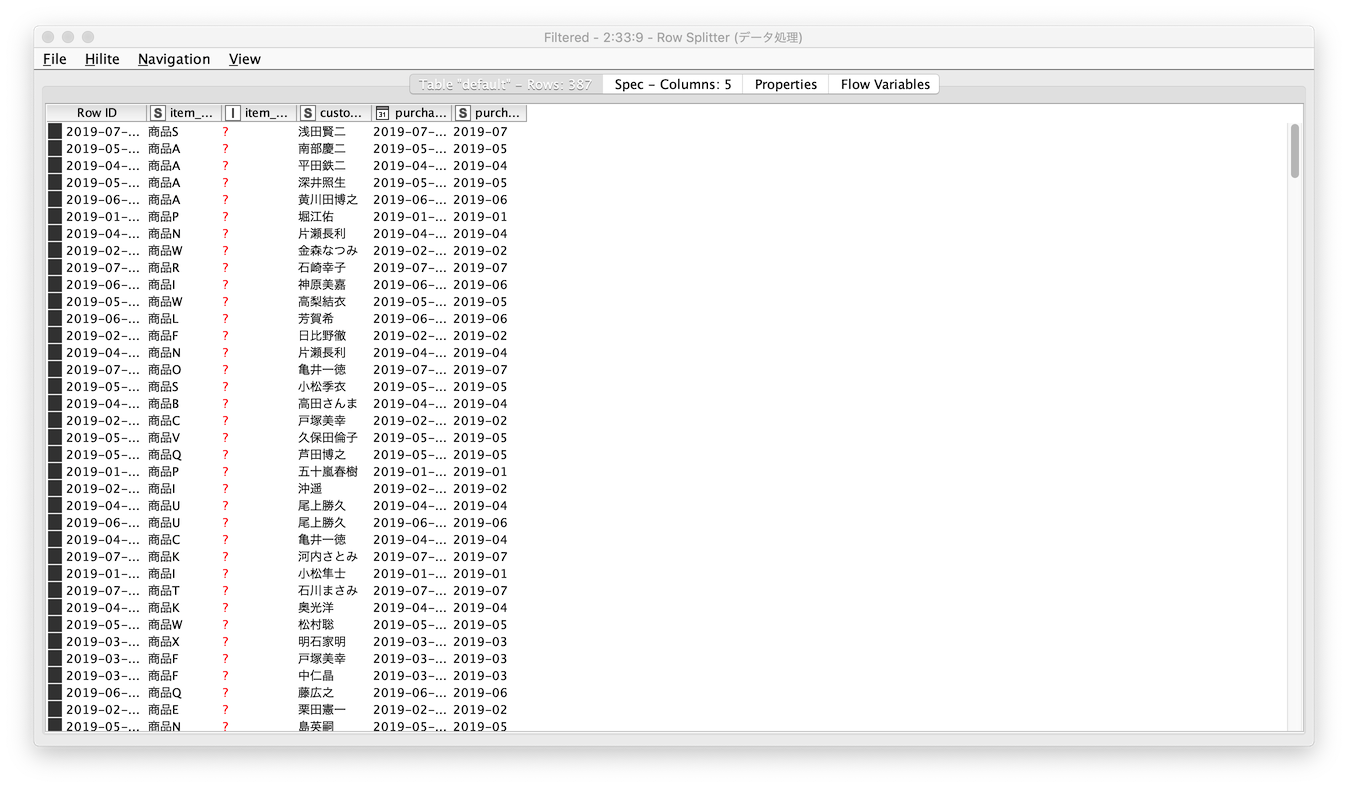 Filtered – 2:33:9 – Row Splitter (データ処理)
File Hilite Navigation View
Table "default" – Rooms: 387 Spec – Columns: 5 Properties Flow Variables
Row ID S item_... I item_... S custo... 31 purcha... S purch...
2019-07-... 商品S ? 浅田賢二 2019-07-... 2019-07
2019-05-... 商品A ? 南部慶二 2019-05-... 2019-05
2019-04-... 商品A ? 平田鉄二 2019-04-... 2019-04
2019-05-... 商品A ? 深井照生 2019-05-... 2019-05
2019-06-... 商品A ? 黄川田博之 2019-06-... 2019-06
2019-01-... 商品P ? 堀江佑 2019-01-... 2019-01
2019-04-... 商品N ? 片瀬長利 2019-04-... 2019-04
2019-02-... 商品W ? 金森なつみ 2019-02-... 2019-02
2019-07-... 商品R ? 石崎幸子 2019-07-... 2019-07
2019-06-... 商品I ? 神原美嘉 2019-06-... 2019-06
2019-05-... 商品W ? 高梨結衣 2019-05-... 2019-05
2019-06-... 商品L ? 芳賀希 2019-06-... 2019-06
2019-02-... 商品F ? 日比野徹 2019-02-... 2019-02
2019-04-... 商品N ? 片瀬長利 2019-04-... 2019-04
2019-07-... 商品O ? 亀井一徳 2019-07-... 2019-07
2019-05-... 商品S ? 小松季衣 2019-05-... 2019-05
2019-04-... 商品B ? 高田さんま 2019-04-... 2019-04
2019-02-... 商品C ? 戸塚美幸 2019-02-... 2019-02
2019-05-... 商品V ? 久保田倫子 2019-05-... 2019-05
2019-05-... 商品Q ? 芦田博之 2019-05-... 2019-05
2019-01-... 商品P ? 五十嵐春樹 2019-01-... 2019-01
2019-02-... 商品I ? 沖遥 2019-02-... 2019-02
2019-04-... 商品U ? 尾上勝久 2019-04-... 2019-04
2019-06-... 商品U ? 尾上勝久 2019-06-... 2019-06
2019-04-... 商品C ? 亀井一徳 2019-04-... 2019-04
2019-07-... 商品K ? 河内さとみ 2019-07-... 2019-07
2019-01-... 商品I ? 小松隼士 2019-01-... 2019-01
2019-07-... 商品T ? 石川まさみ 2019-07-... 2019-07
2019-04-... 商品K ? 奥光洋 2019-04-... 2019-04
2019-05-... 商品W ? 松村聡 2019-05-... 2019-05
2019-03-... 商品X ? 明石家明 2019-03-... 2019-03
2019-03-... 商品F ? 戸塚美幸 2019-03-... 2019-03
2019-03-... 商品F ? 中仁晶 2019-03-... 2019-03
2019-06-... 商品Q ? 藤広之 2019-06-... 2019-06
2019-02-... 商品E ? 栗田憲一 2019-02-... 2019-02
2019-05-... 商品N ? 島英嗣 2019-05-... 2019-05